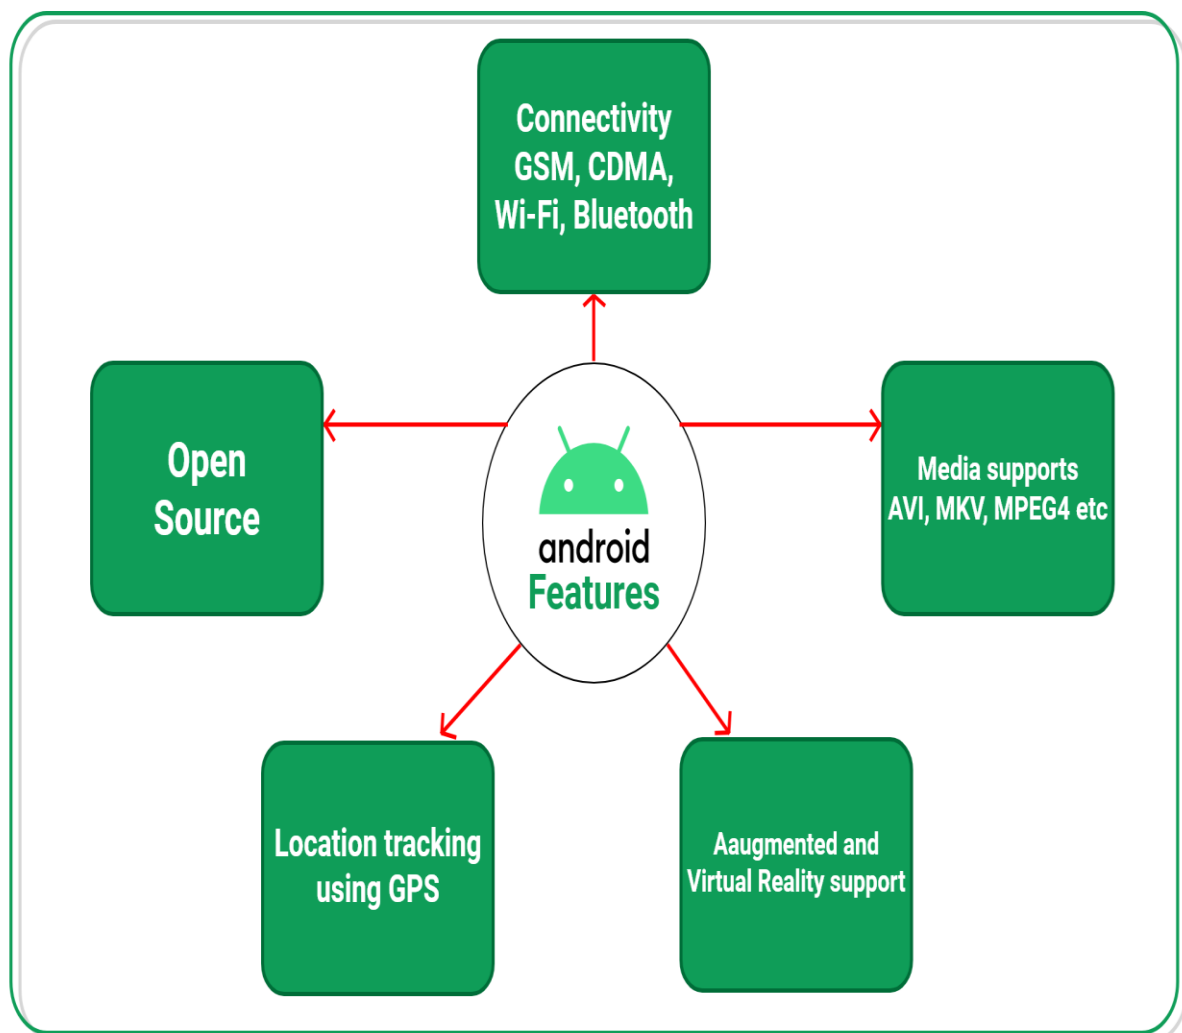 Connectivity
GSM, CDMA,
Wi-Fi, Bluetooth
Open
Source
android
Features
Media supports
AVI, MKV, MPEG4 etc
Location tracking
using GPS
Aaugmented and
Virtual Reality support